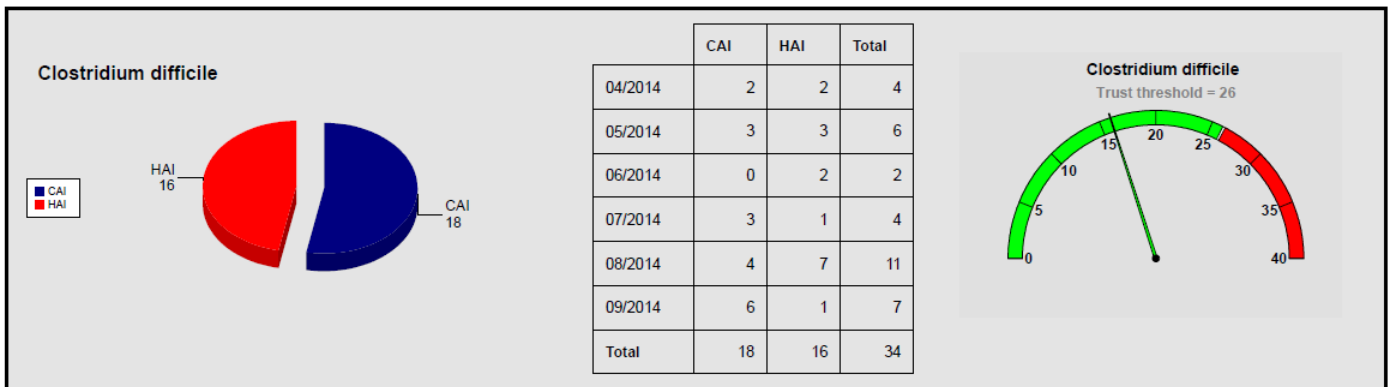 Clostridium difficile
CAI
HAI
HAI
16
CAI
18
CAI HAI Total
04/2014 2 2 4
05/2014 3 3 6
06/2014 0 2 2
07/2014 3 1 4
08/2014 4 7 11
09/2014 6 1 7
Total 18 16 34
Clostridium difficile
Trust threshold = 26
0
5
10
15
20
25
30
35
40